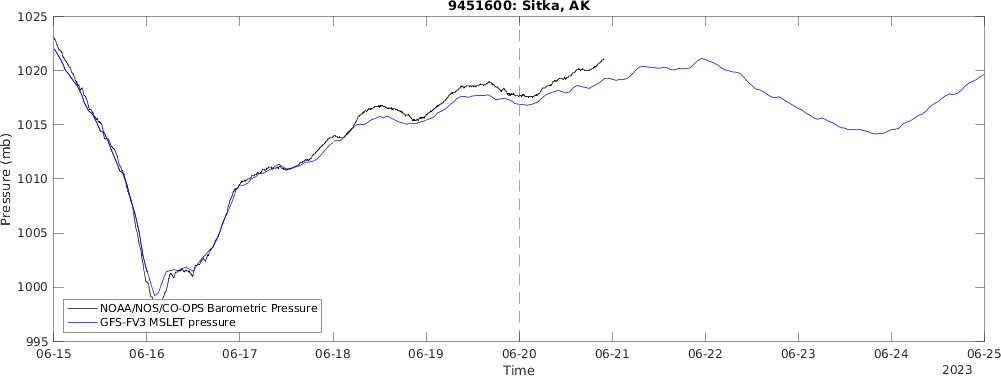 9451600: Sitka, AK
1025
1020
1015
1010
1005
1000
995
Pressure (mb)
NOAA/NOS/CO-OPS Barometric Pressure
GFS-FV3 MSLET pressure
06-15 06-16 06-17 06-18 06-19 06-20 06-21 06-22 06-23 06-24 06-25
Time
2023